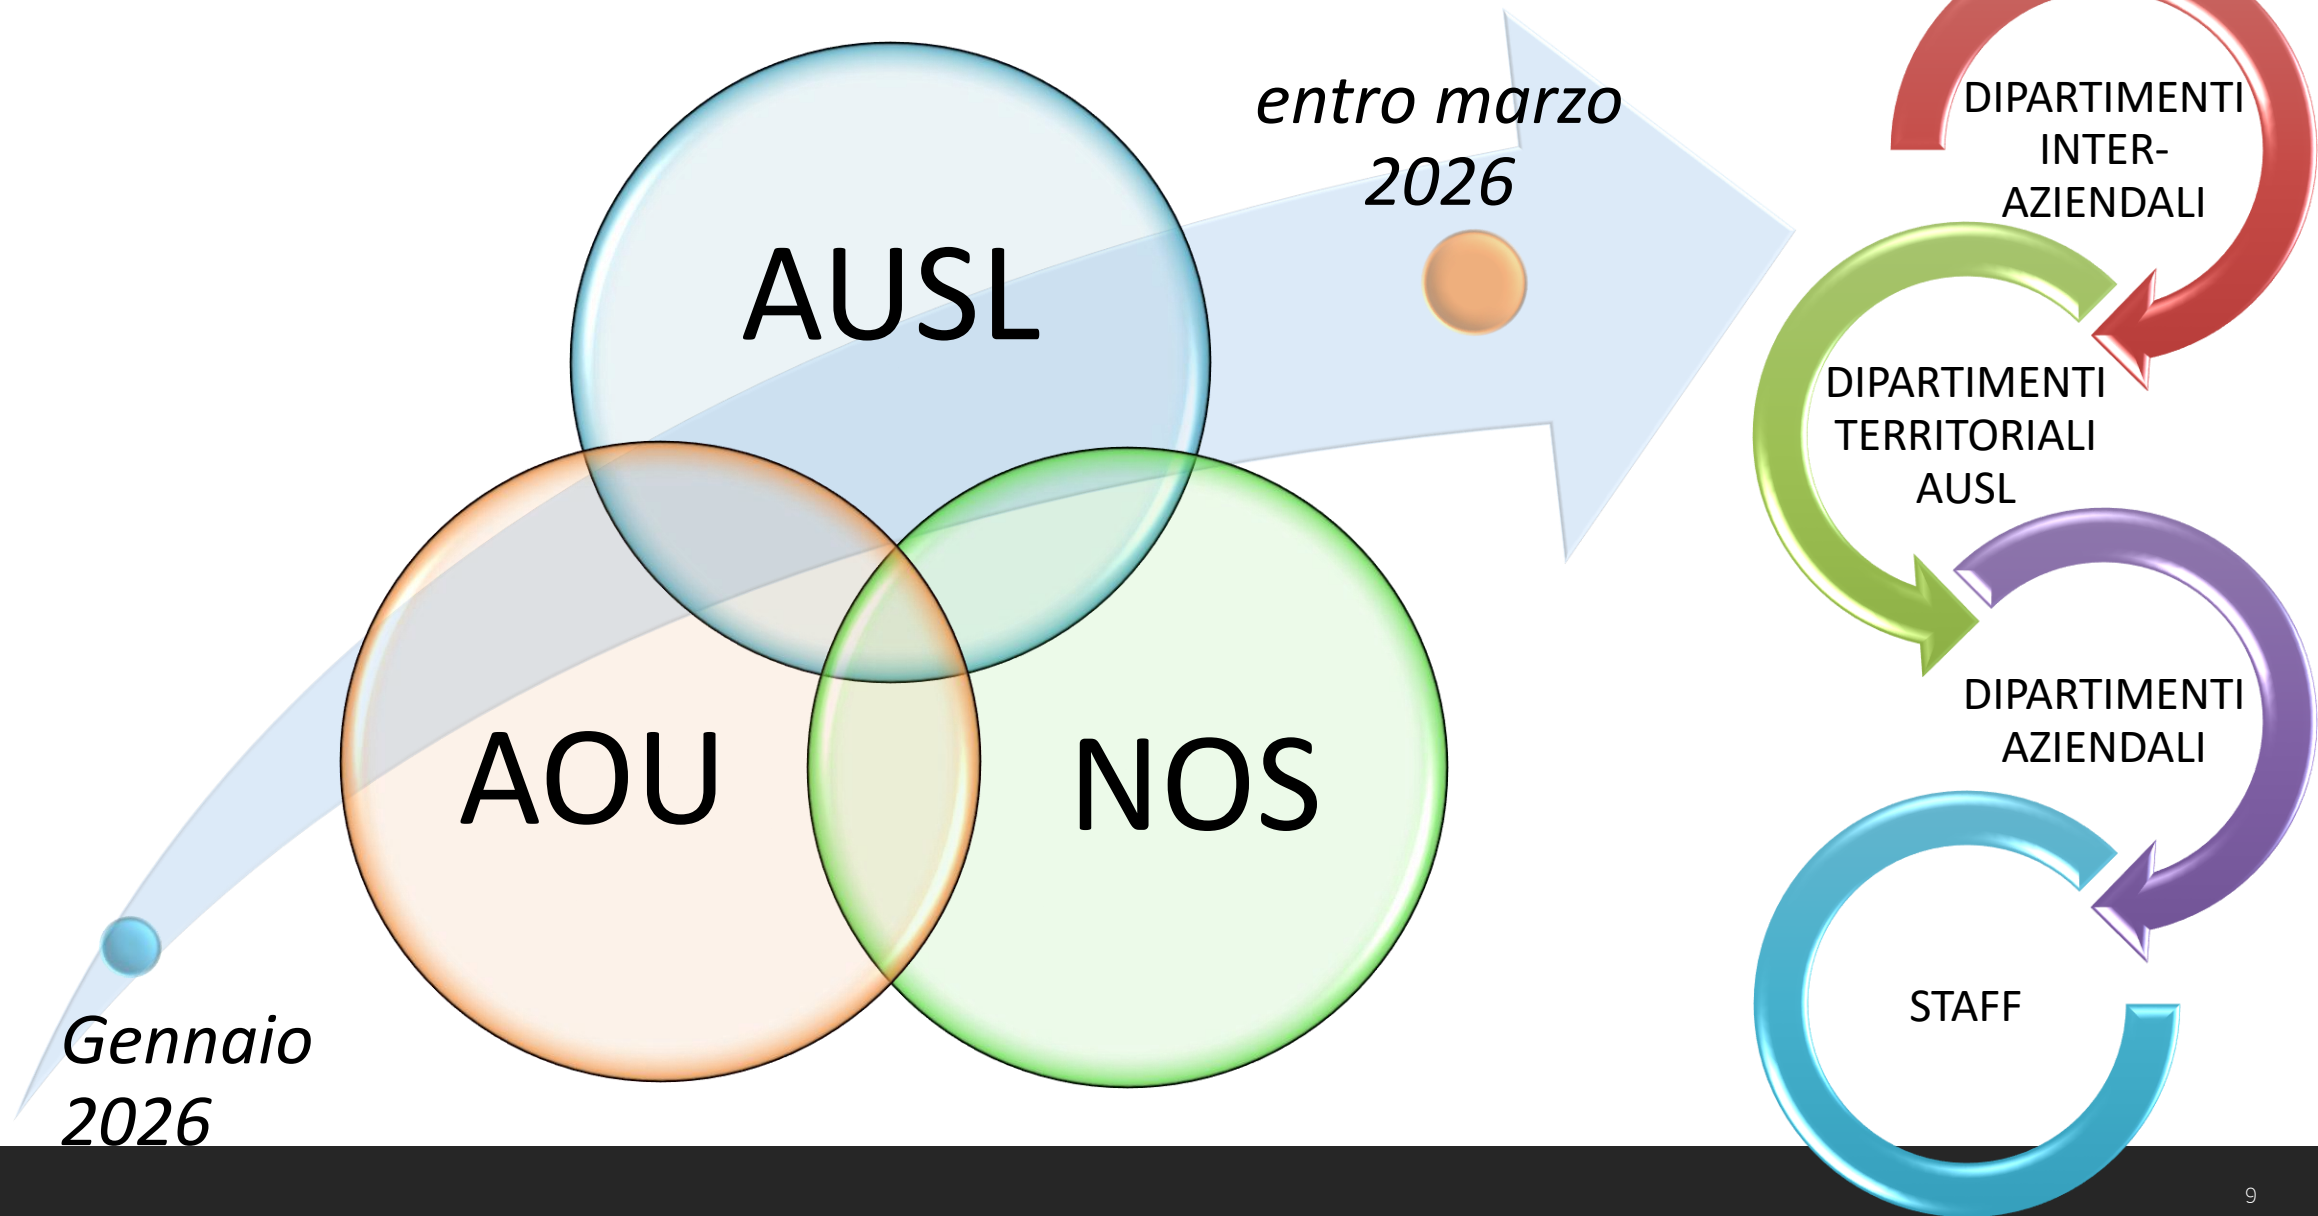 entro marzo
2026
AUSL
AOU
NOS
Gennaio
2026
DIPARTIMENTI
INTER-
AZIENDALI
DIPARTIMENTI
TERRITORIALI
AUSL
DIPARTIMENTI
AZIENDALI
STAFF
9